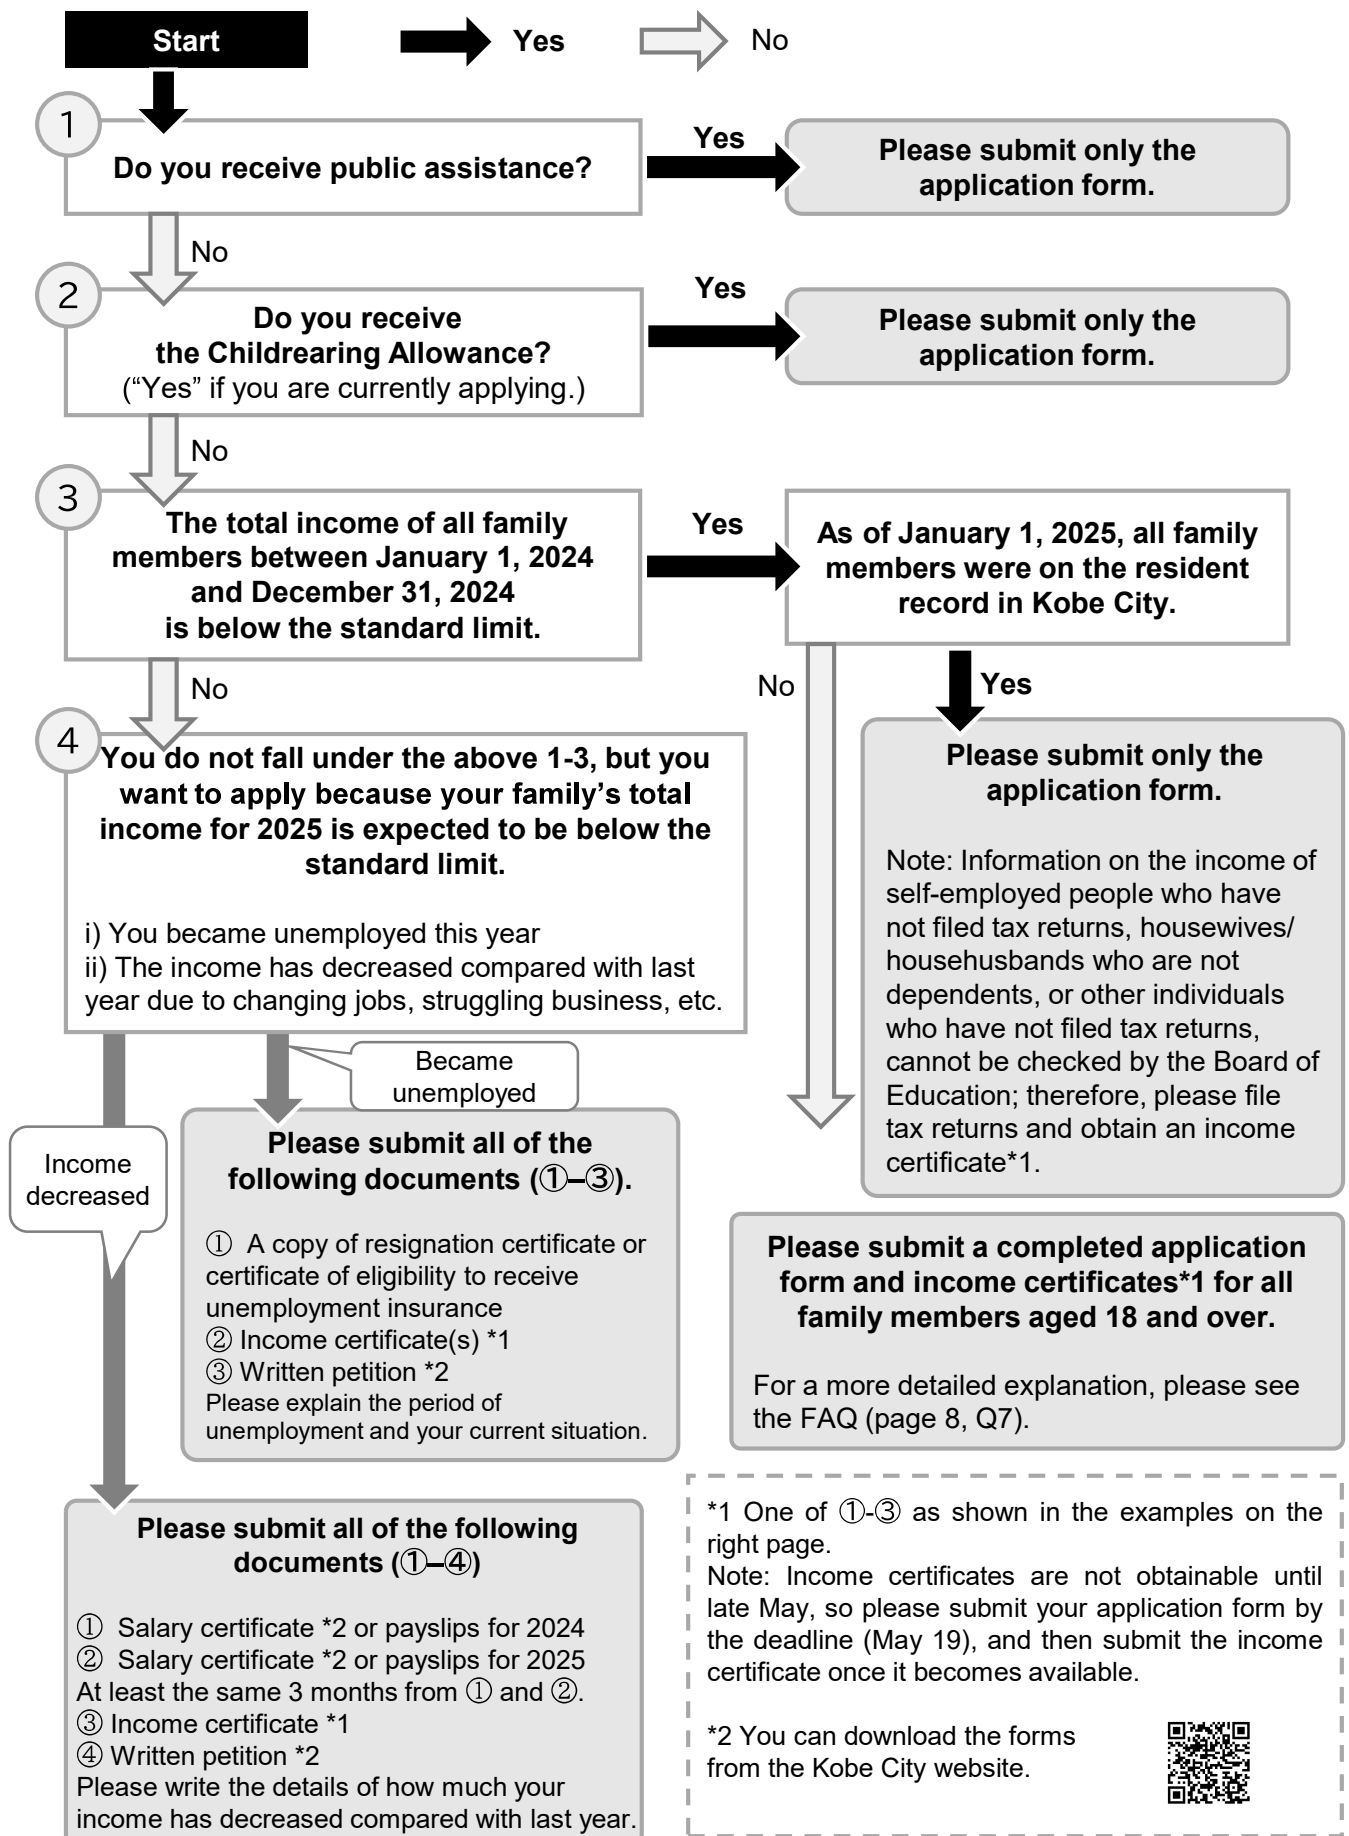 Start
Yes
No
1
Do you receive public assistance?
Yes
Please submit only the
application form.
No
2
Do you receive
the Childrearing Allowance?
(“Yes” if you are currently applying.)
Yes
Please submit only the
application form.
No
3
The total income of all family
members between January 1, 2024
and December 31, 2024
is below the standard limit.
Yes
As of January 1, 2025, all family
members were on the resident
record in Kobe City.
No
No
Yes
4
You do not fall under the above 1-3, but you
want to apply because your family’s total
income for 2025 is expected to be below the
standard limit.
i) You became unemployed this year
ii) The income has decreased compared with last
year due to changing jobs, struggling business, etc.
Please submit only the
application form.
Note: Information on the income of
self-employed people who have
not filed tax returns, housewives/
househusbands who are not
dependents, or other individuals
who have not filed tax returns,
cannot be checked by the Board of
Education; therefore, please file
tax returns and obtain an income
certificate*1.
Became
unemployed
Income
decreased
Please submit all of the
following documents (①–③).
① A copy of resignation certificate or
certificate of eligibility to receive
unemployment insurance
② Income certificate(s) *1
③ Written petition *2
Please explain the period of
unemployment and your current situation.
Please submit a completed application
form and income certificates*1 for all
family members aged 18 and over.
For a more detailed explanation, please see
the FAQ (page 8, Q7).
Please submit all of the following
documents (①–④)
① Salary certificate *2 or payslips for 2024
② Salary certificate *2 or payslips for 2025
At least the same 3 months from ① and ②.
③ Income certificate *1
④ Written petition *2
Please write the details of how much your
income has decreased compared with last year.
*1 One of ①-③ as shown in the examples on the
right page.
Note: Income certificates are not obtainable until
late May, so please submit your application form by
the deadline (May 19), and then submit the income
certificate once it becomes available.
*2 You can download the forms
from the Kobe City website.